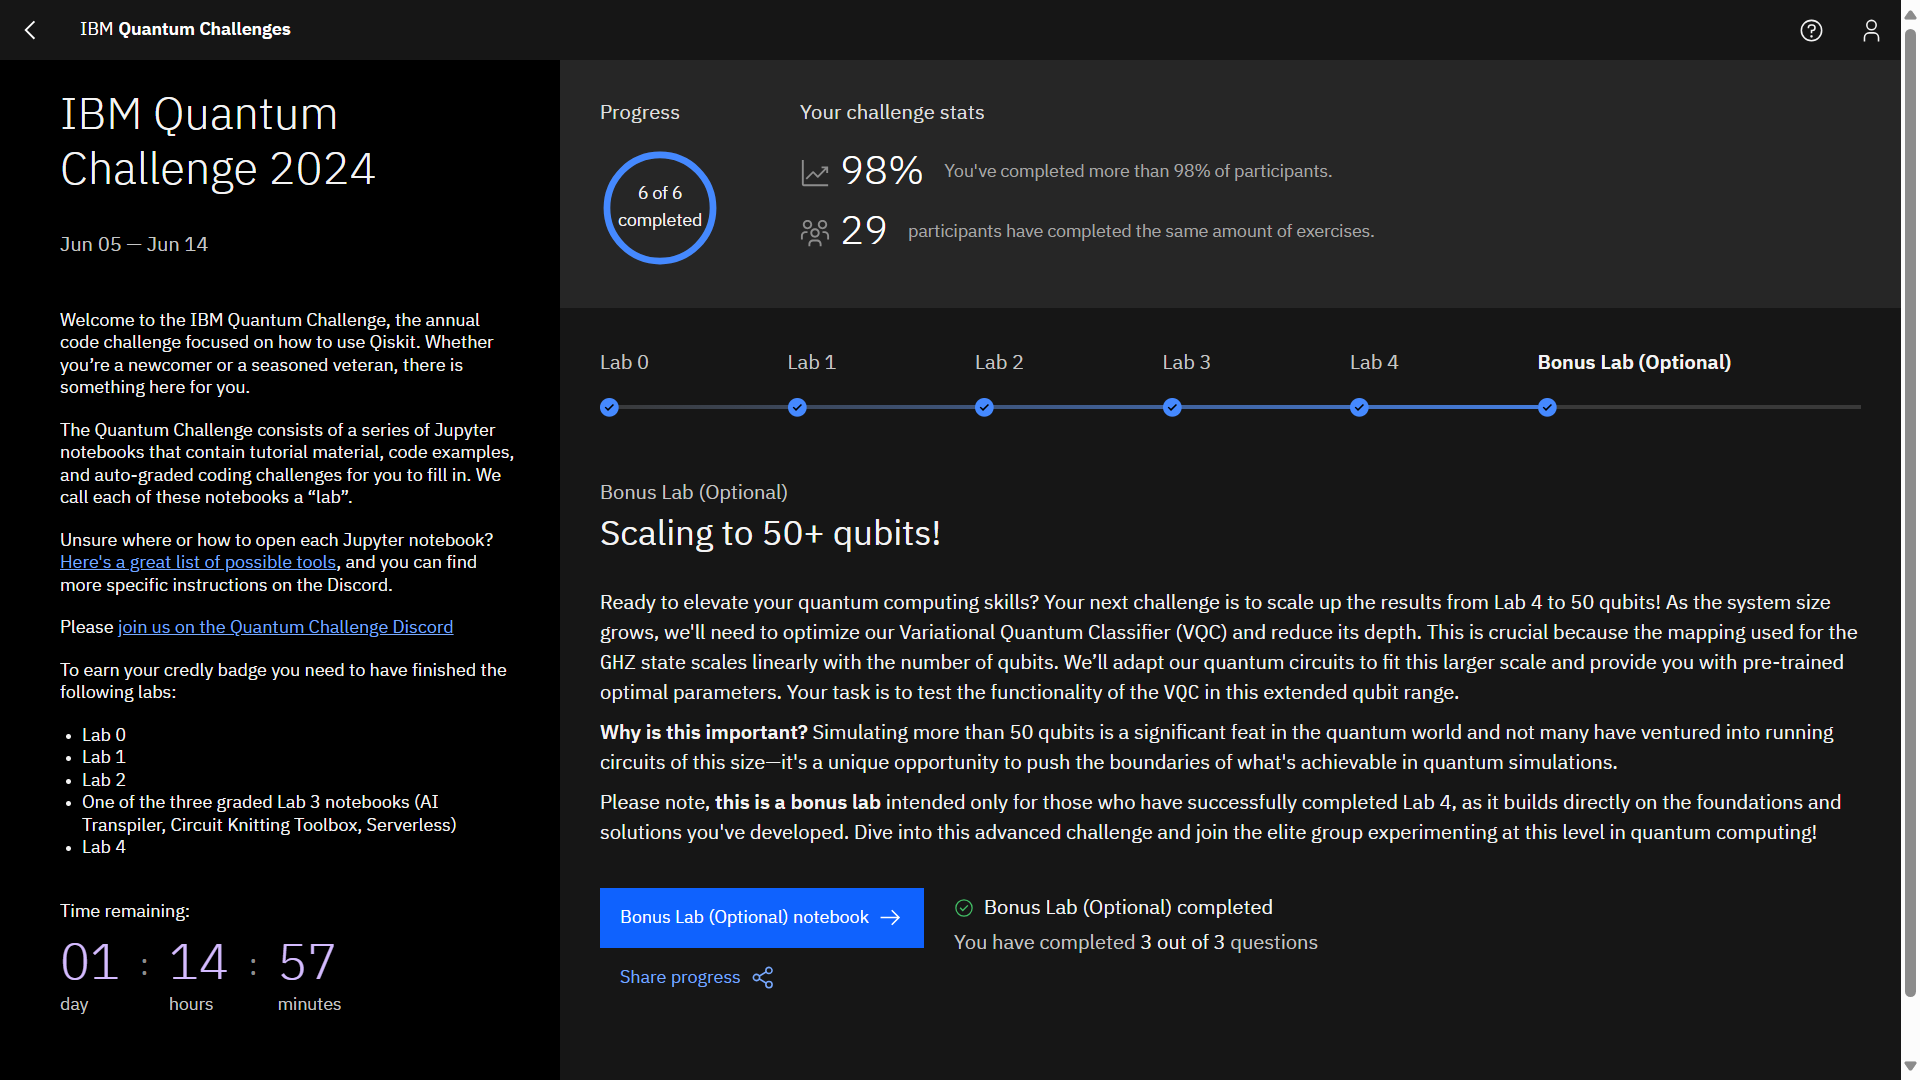 IBM Quantum Challenges
IBM Quantum
Challenge 2024
Jun 05 — Jun 14
Welcome to the IBM Quantum Challenge, the annual
code challenge focused on how to use Qiskit. Whether
you’re a newcomer or a seasoned veteran, there is
something here for you.
The Quantum Challenge consists of a series of Jupyter
notebooks that contain tutorial material, code examples,
and auto-graded coding challenges for you to fill in. We
call each of these notebooks a “lab”.
Unsure where or how to open each Jupyter notebook?
Here's a great list of possible tools, and you can find
more specific instructions on the Discord.
Please join us on the Quantum Challenge Discord
To earn your credly badge you need to have finished the
following labs:
• Lab 0
• Lab 1
• Lab 2
• One of the three graded Lab 3 notebooks (AI
Transpiler, Circuit Knitting Toolbox, Serverless)
• Lab 4
Time remaining:
01 : 14 : 57
day hours minutes
Progress
6 of 6
completed
Your challenge stats
98% You've completed more than 98% of participants.
29 participants have completed the same amount of exercises.
Lab 0 Lab 1 Lab 2 Lab 3 Lab 4 Bonus Lab (Optional)
Bonus Lab (Optional)
Scaling to 50+ qubits!
Ready to elevate your quantum computing skills? Your next challenge is to scale up the results from Lab 4 to 50 qubits! As the system size
grows, we'll need to optimize our Variational Quantum Classifier (VQC) and reduce its depth. This is crucial because the mapping used for the
GHZ state scales linearly with the number of qubits. We’ll adapt our quantum circuits to fit this larger scale and provide you with pre-trained
optimal parameters. Your task is to test the functionality of the VQC in this extended qubit range.
Why is this important? Simulating more than 50 qubits is a significant feat in the quantum world and not many have ventured into running
circuits of this size—it's a unique opportunity to push the boundaries of what's achievable in quantum simulations.
Please note, this is a bonus lab intended only for those who have successfully completed Lab 4, as it builds directly on the foundations and
solutions you've developed. Dive into this advanced challenge and join the elite group experimenting at this level in quantum computing!
Bonus Lab (Optional) notebook
Bonus Lab (Optional) completed
You have completed 3 out of 3 questions
Share progress